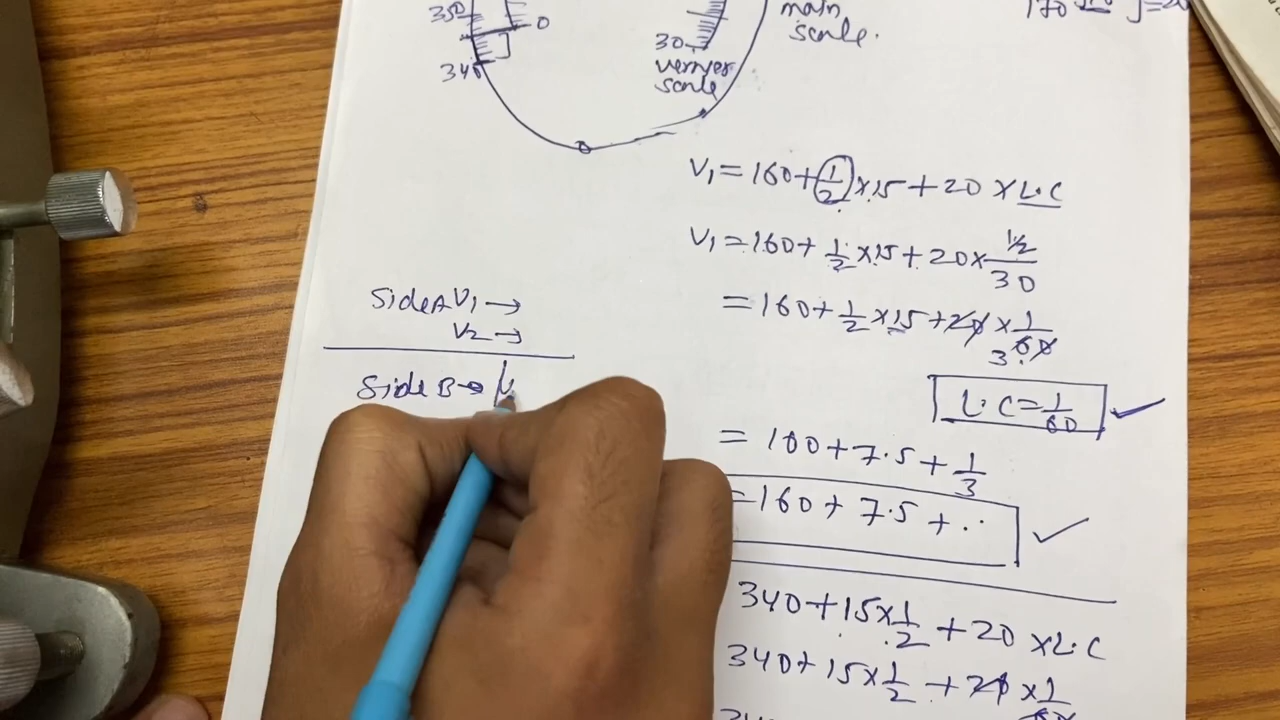 350
0
340
30
vernier
scale
main
scale.
V₁ = 160 + 1/2 × 15 + 20 × L·C
V₁ = 160 + 1/2 × 15 + 20 × 1/2/30
= 160 + 1/2 × 15 + 20 × 1/60
3
L·C = 1/60
= 160 + 7.5 + 1/3
= 160 + 7.5 + ..
Side A V₁ →
V₂ →
Side B →
340 + 15 × 1/2 + 20 × L·C
340 + 15 × 1/2 + 20 × 1